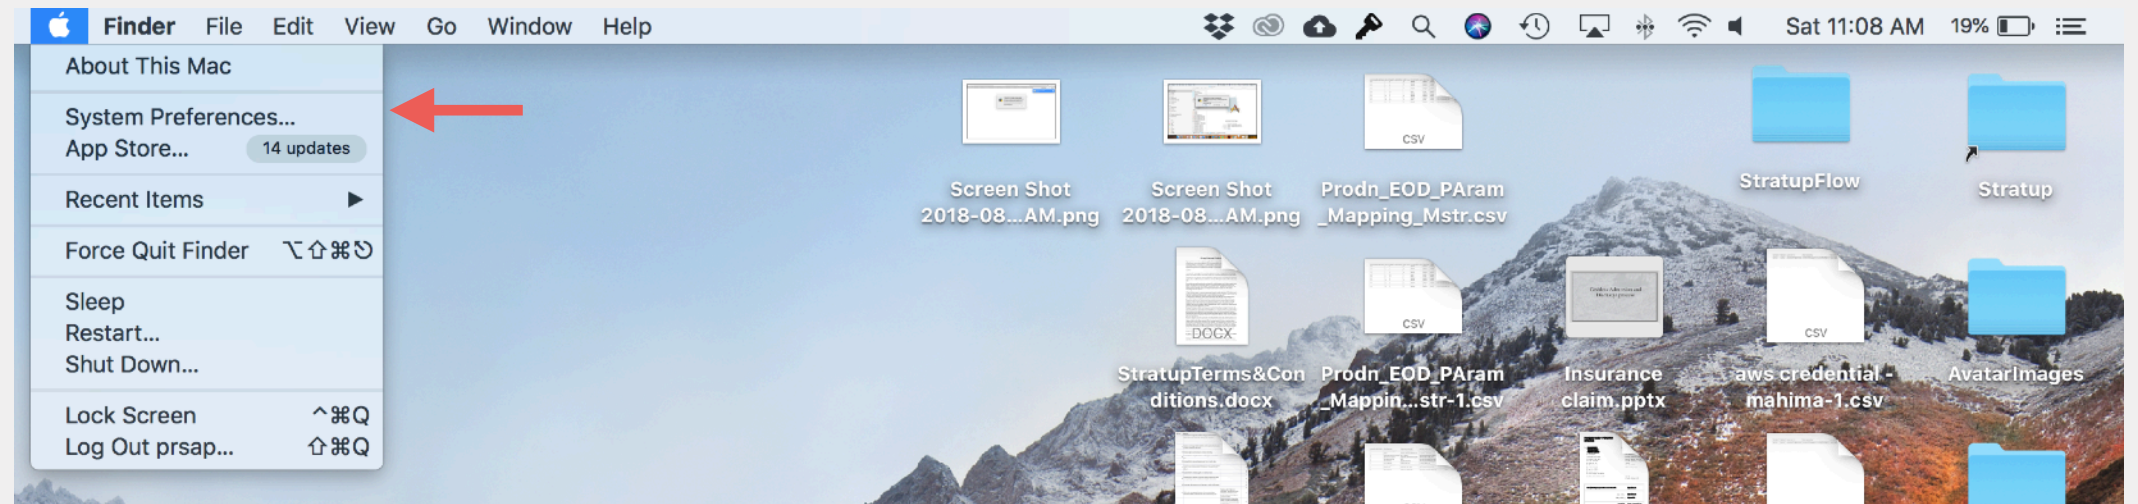 Finder File Edit View Go Window Help Sat 11:08 AM 19%
About This Mac
System Preferences...
App Store... 14 updates
Recent Items
Force Quit Finder ⌥⇧⌘⎋
Sleep
Restart...
Shut Down...
Lock Screen ^⌘Q
Log Out prsap... ⇧⌘Q
Screen Shot
2018-08...AM.png
Screen Shot
2018-08...AM.png
CSV
Prodn_EOD_PAram
_Mapping_Mstr.csv
StratupFlow
Stratup
DOCX
StratupTerms&Con
ditions.docx
CSV
Prodn_EOD_PAram
_Mappin...str-1.csv
Insurance
claim.pptx
CSV
aws credential -
mahima-1.csv
AvatarImages